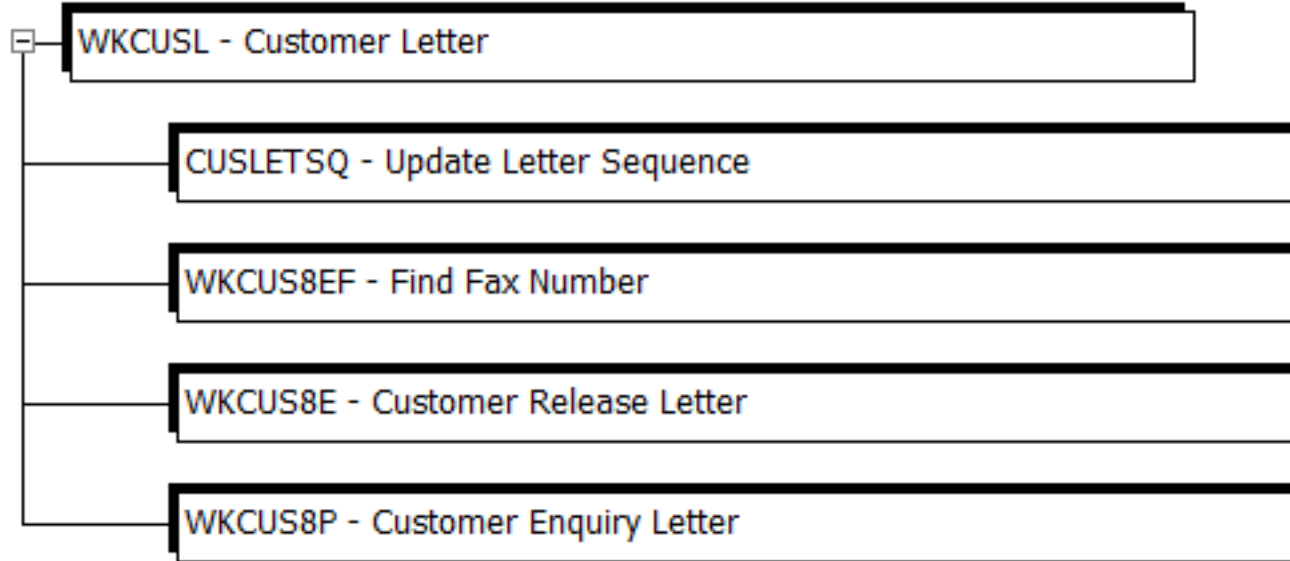 WKCUSL - Customer Letter
CUSLETSQ - Update Letter Sequence
WKCUS8EF - Find Fax Number
WKCUS8E - Customer Release Letter
WKCUS8P - Customer Enquiry Letter